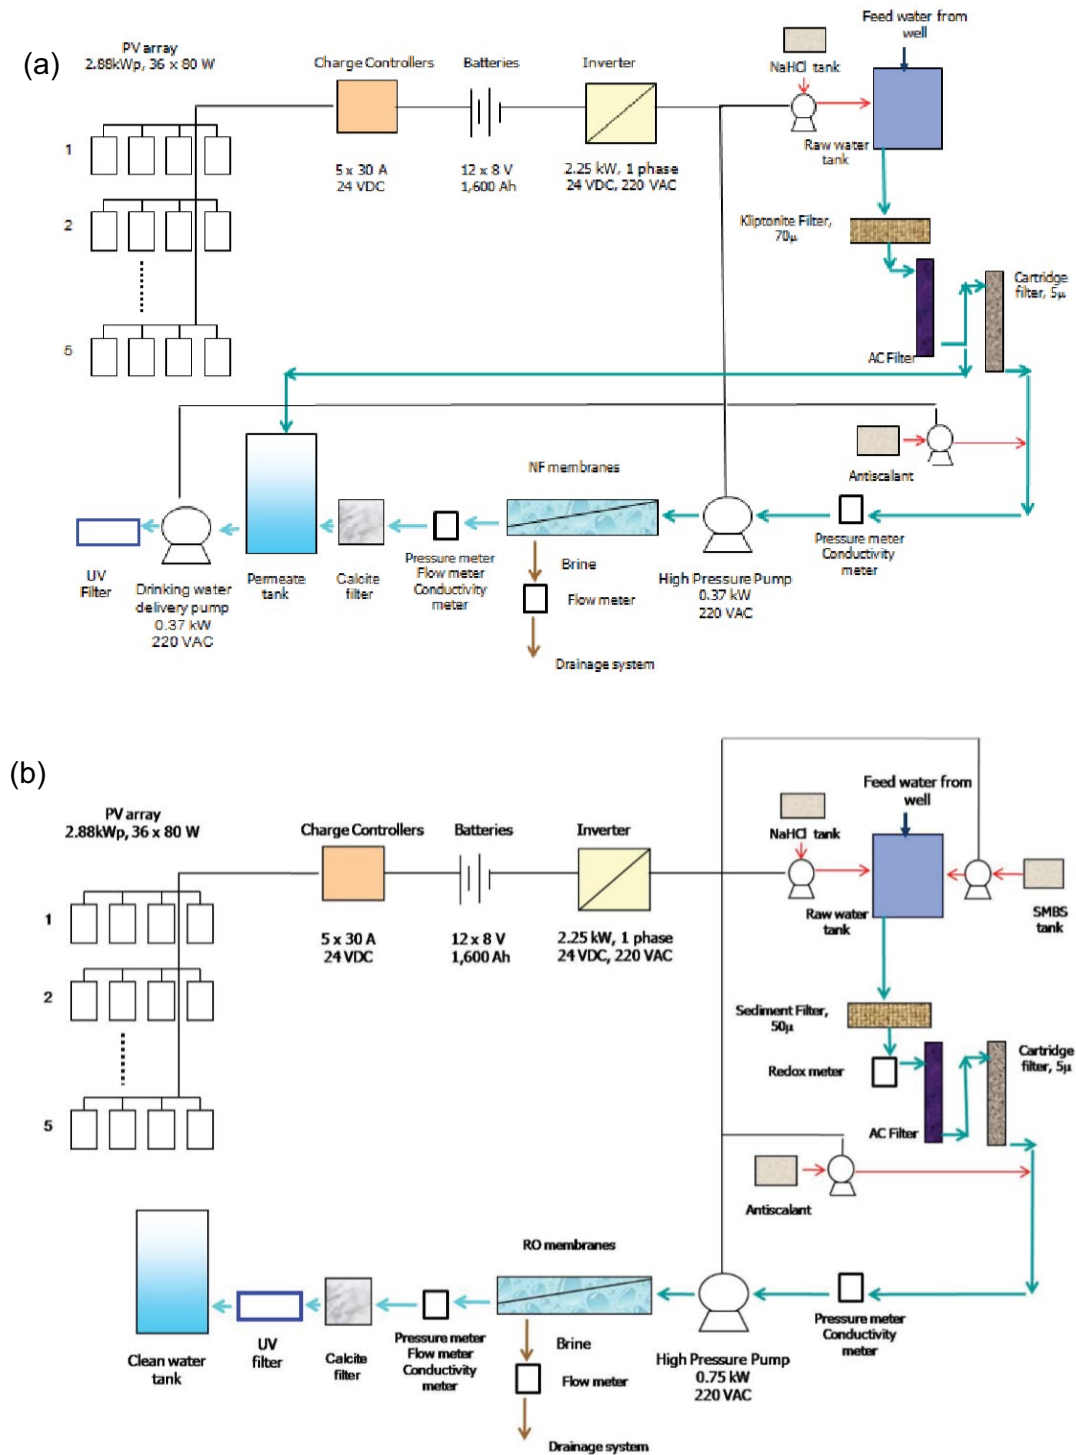 (a)
PV array
2.88kWp, 36 x 80 W
Charge Controllers
Batteries
Inverter
NaHCl tank
Feed water from
well
1
2
5
5 x 30 A
24 VDC
12 x 8 V
1,600 Ah
2.25 kW, 1 phase
24 VDC, 220 VAC
Raw water
tank
Kliptonite Filter,
70µ
Cartridge
filter, 5µ
AC Filter
Antiscalant
NF membranes
Pressure meter
Conductivity
meter
High Pressure Pump
0.37 kW
220 VAC
Brine
Flow meter
Drainage system
Pressure meter
Flow meter
Conductivity
meter
Calcite
filter
Permeate
tank
Drinking water
delivery pump
0.37 kW
220 VAC
UV
Filter
(b)
PV array
2.88kWp, 36 x 80 W
Charge Controllers
Batteries
Inverter
NaHCl tank
Feed water from
well
1
2
5
5 x 30 A
24 VDC
12 x 8 V
1,600 Ah
2.25 kW, 1 phase
24 VDC, 220 VAC
Raw water
tank
SMBS
tank
Sediment Filter,
50µ
Redox meter
Cartridge
filter, 5µ
AC Filter
Antiscalant
RO membranes
Pressure meter
Conductivity
meter
High Pressure Pump
0.75 kW
220 VAC
Brine
Flow meter
Drainage system
Pressure meter
Flow meter
Conductivity
meter
Calcite
filter
UV
filter
Clean water
tank